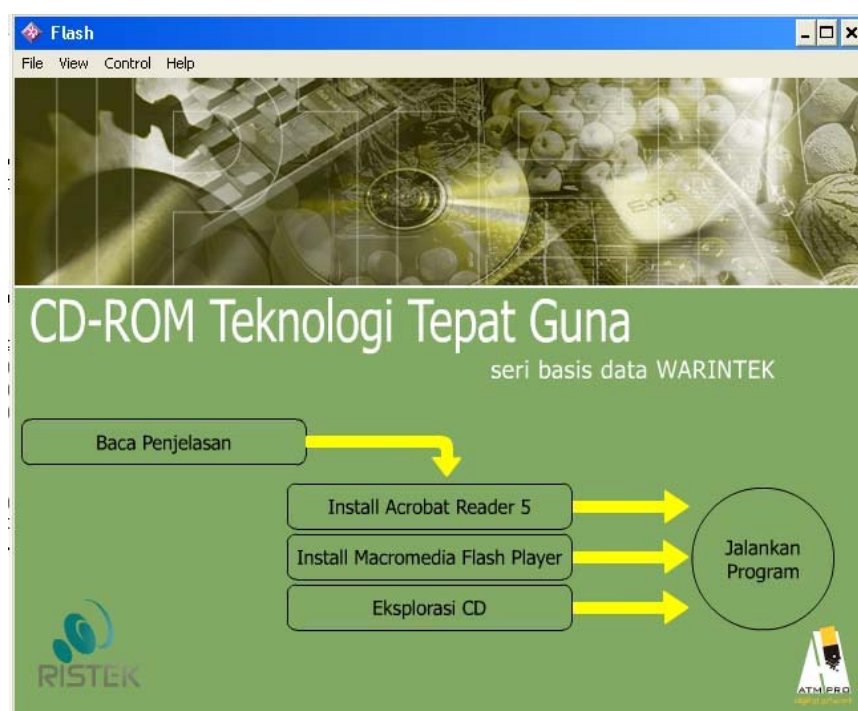 Flash
File View Control Help
End
CD-ROM Teknologi Tepat Guna
seri basis data WARINTEK
Baca Penjelasan
Install Acrobat Reader 5
Install Macromedia Flash Player
Eksplorasi CD
Jalankan
Program
RISTEK
ATM PRO